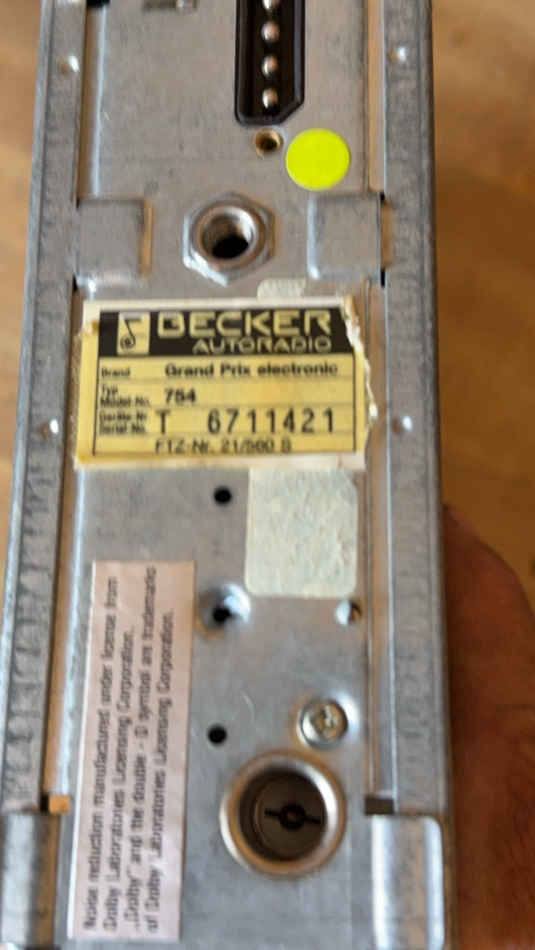 BECKER
AUTORADIO
Brand Grand Prix electronic
Typ
Model-No. 754
Geräte-Nr
Serial-No. T 6711421
FTZ-Nr. 21/560 S
Noise reduction manufactured under license from
Dolby Laboratories Licensing Corporation.
„Dolby" and the double - D symbol are trademarks
of Dolby Laboratories Licensing Corporation.